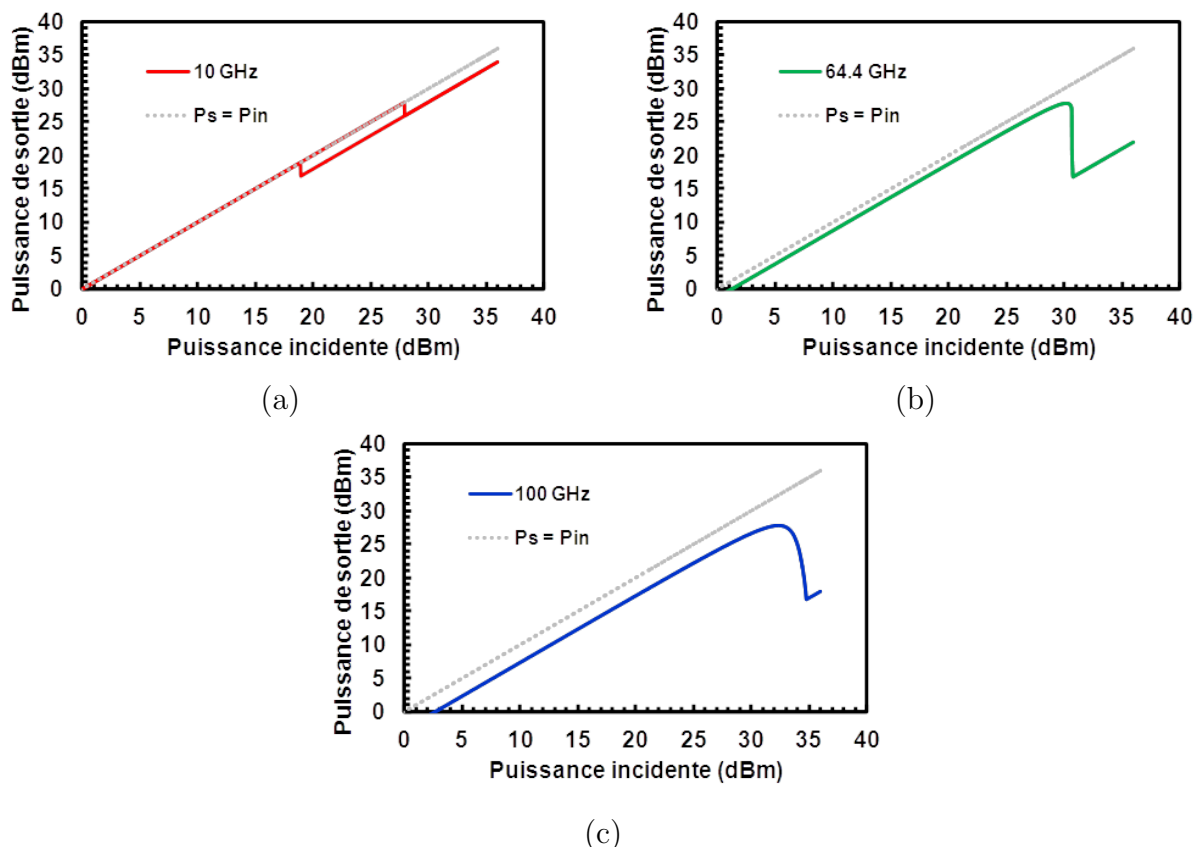 Puissance de sortie (dBm)
40
35
30
25
20
15
10
5
0
10 GHz
Ps = Pin
0 5 10 15 20 25 30 35 40
Puissance incidente (dBm)
(a)
Puissance de sortie (dBm)
40
35
30
25
20
15
10
5
0
64.4 GHz
Ps = Pin
0 5 10 15 20 25 30 35 40
Puissance incidente (dBm)
(b)
Puissance de sortie (dBm)
40
35
30
25
20
15
10
5
0
100 GHz
Ps = Pin
0 5 10 15 20 25 30 35 40
Puissance incidente (dBm)
(c)